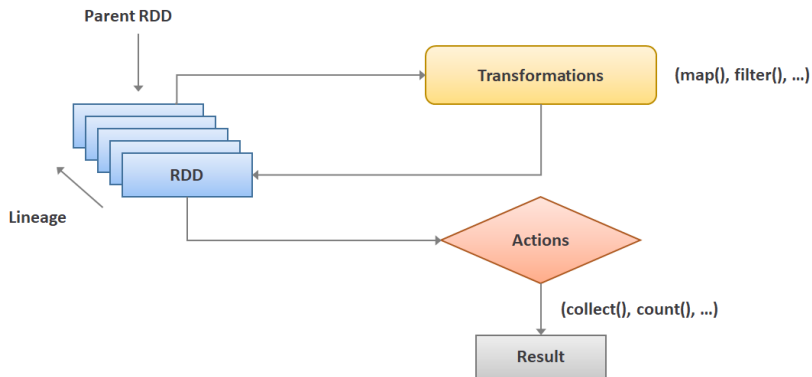 Parent RDD
Transformations
(map(), filter(), ...)
RDD
Lineage
Actions
(collect(), count(), ...)
Result